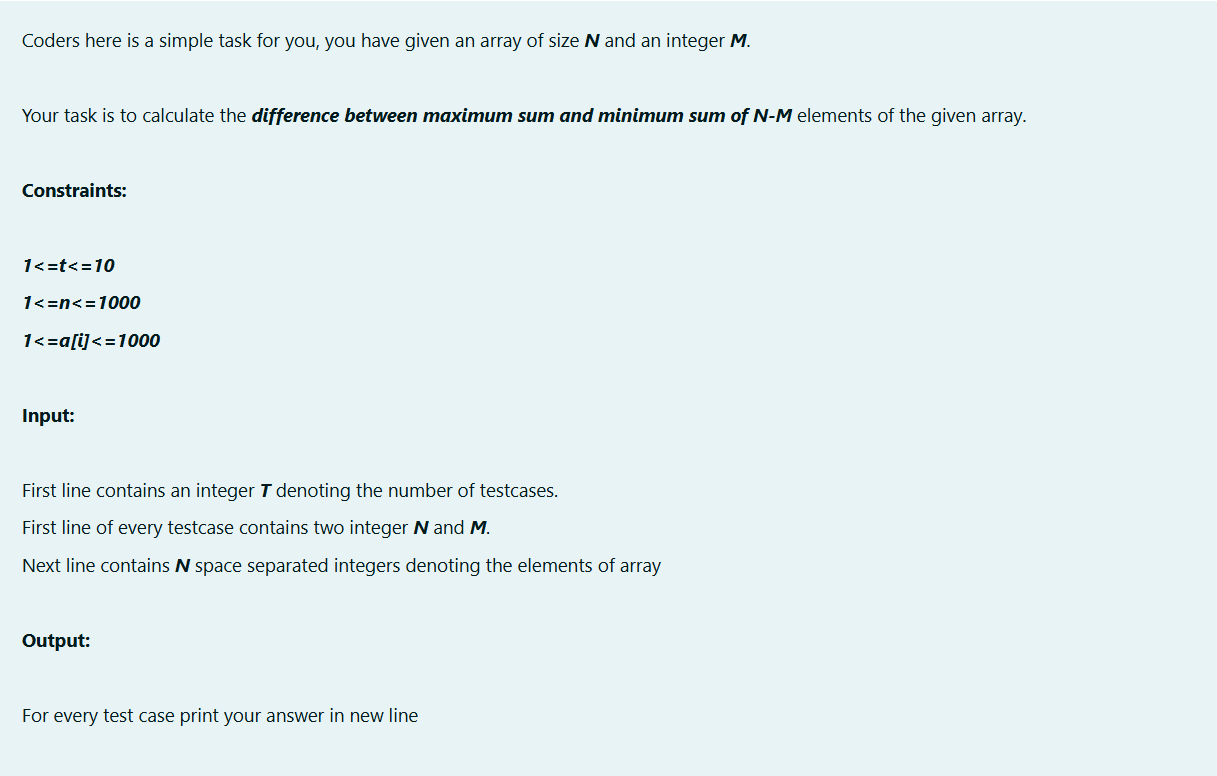 Coders here is a simple task for you, you have given an array of size N and an integer M.
Your task is to calculate the difference between maximum sum and minimum sum of N-M elements of the given array.
Constraints:
1<=t<=10
1<=n<=1000
1<=a[i]<=1000
Input:
First line contains an integer T denoting the number of testcases.
First line of every testcase contains two integer N and M.
Next line contains N space separated integers denoting the elements of array
Output:
For every test case print your answer in new line